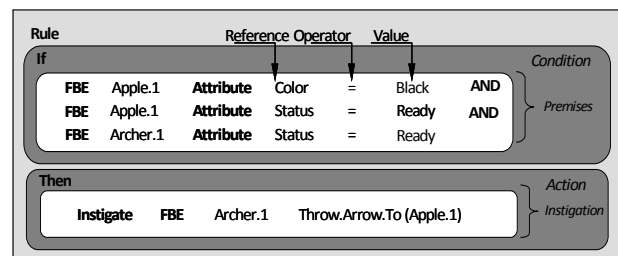 Rule
Reference Operator Value
If
Condition
FBE Apple.1 Attribute Color = Black AND
FBE Apple.1 Attribute Status = Ready AND
Premises
FBE Archer.1 Attribute Status = Ready
Then
Action
Instigate FBE Archer.1 Throw.Arrow.To (Apple.1)
Instigation